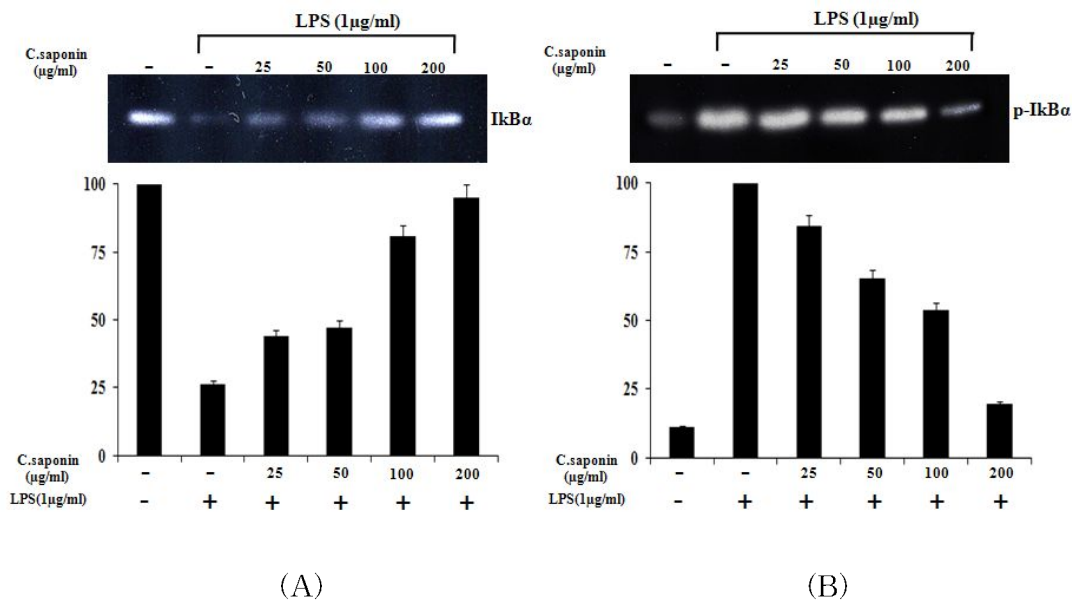 LPS (1μg/ml)
C.saponin
(μg/ml)
- - 25 50 100 200
IkBα
100
75
50
25
0
C.saponin
(μg/ml)
- - 25 50 100 200
LPS(1μg/ml) - + + + + +
(A)
LPS (1μg/ml)
C.saponin
(μg/ml)
- - 25 50 100 200
p-IkBα
100
75
50
25
0
C.saponin
(μg/ml)
- - 25 50 100 200
LPS(1μg/ml) - + + + + +
(B)